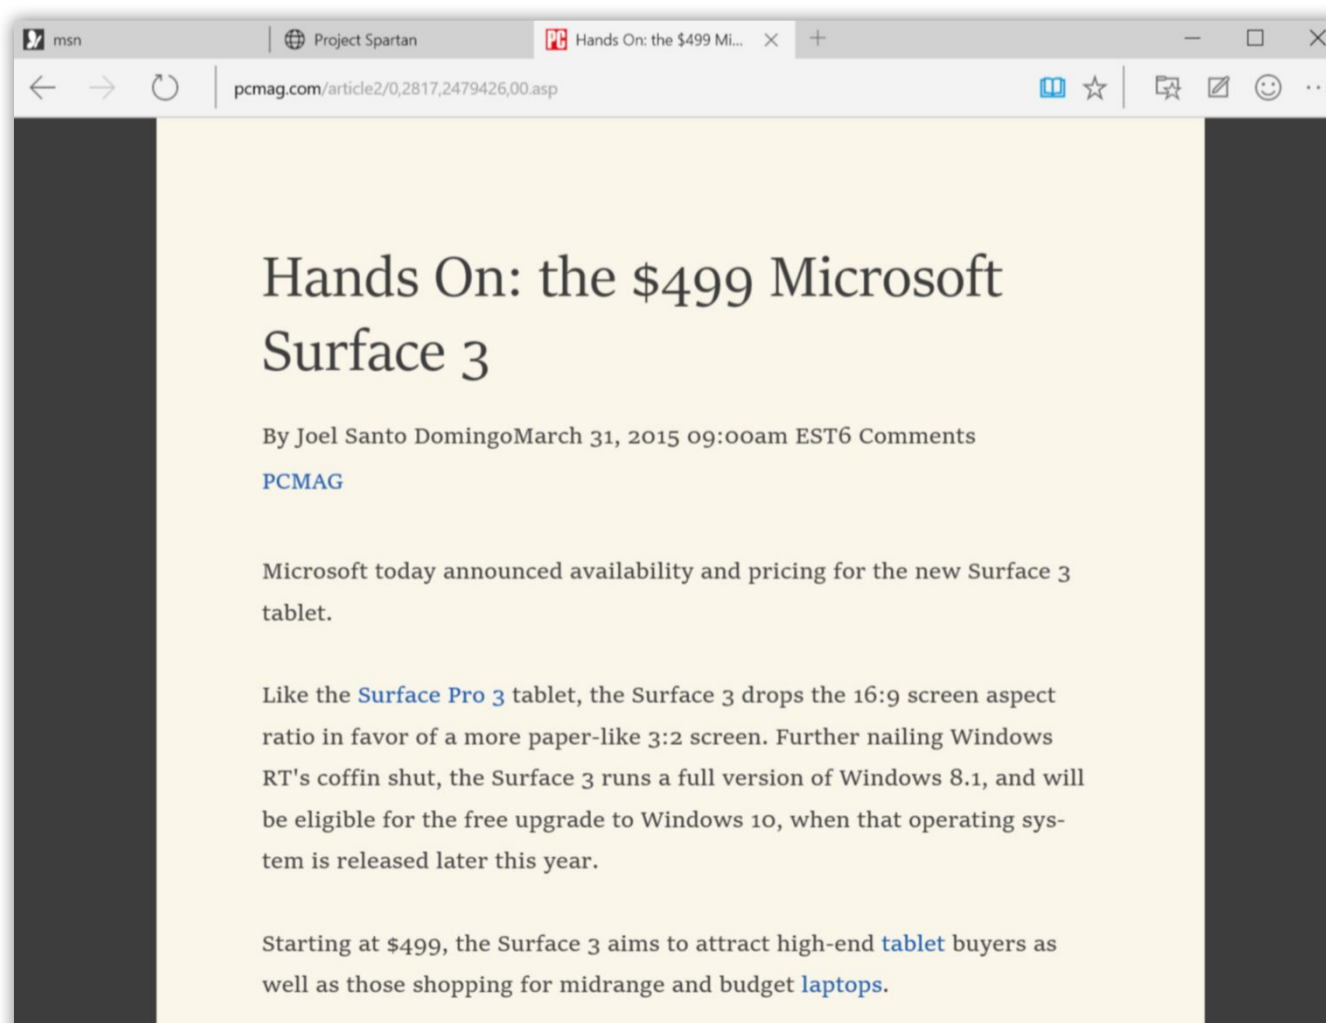 msn
Project Spartan
PC Hands On: the $499 Mi...
pcmag.com/article2/0,2817,2479426,00.asp
Hands On: the $499 Microsoft
Surface 3
By Joel Santo DomingoMarch 31, 2015 09:00am EST6 Comments
PCMAG
Microsoft today announced availability and pricing for the new Surface 3
tablet.
Like the Surface Pro 3 tablet, the Surface 3 drops the 16:9 screen aspect
ratio in favor of a more paper-like 3:2 screen. Further nailing Windows
RT's coffin shut, the Surface 3 runs a full version of Windows 8.1, and will
be eligible for the free upgrade to Windows 10, when that operating sys-
tem is released later this year.
Starting at $499, the Surface 3 aims to attract high-end tablet buyers as
well as those shopping for midrange and budget laptops.